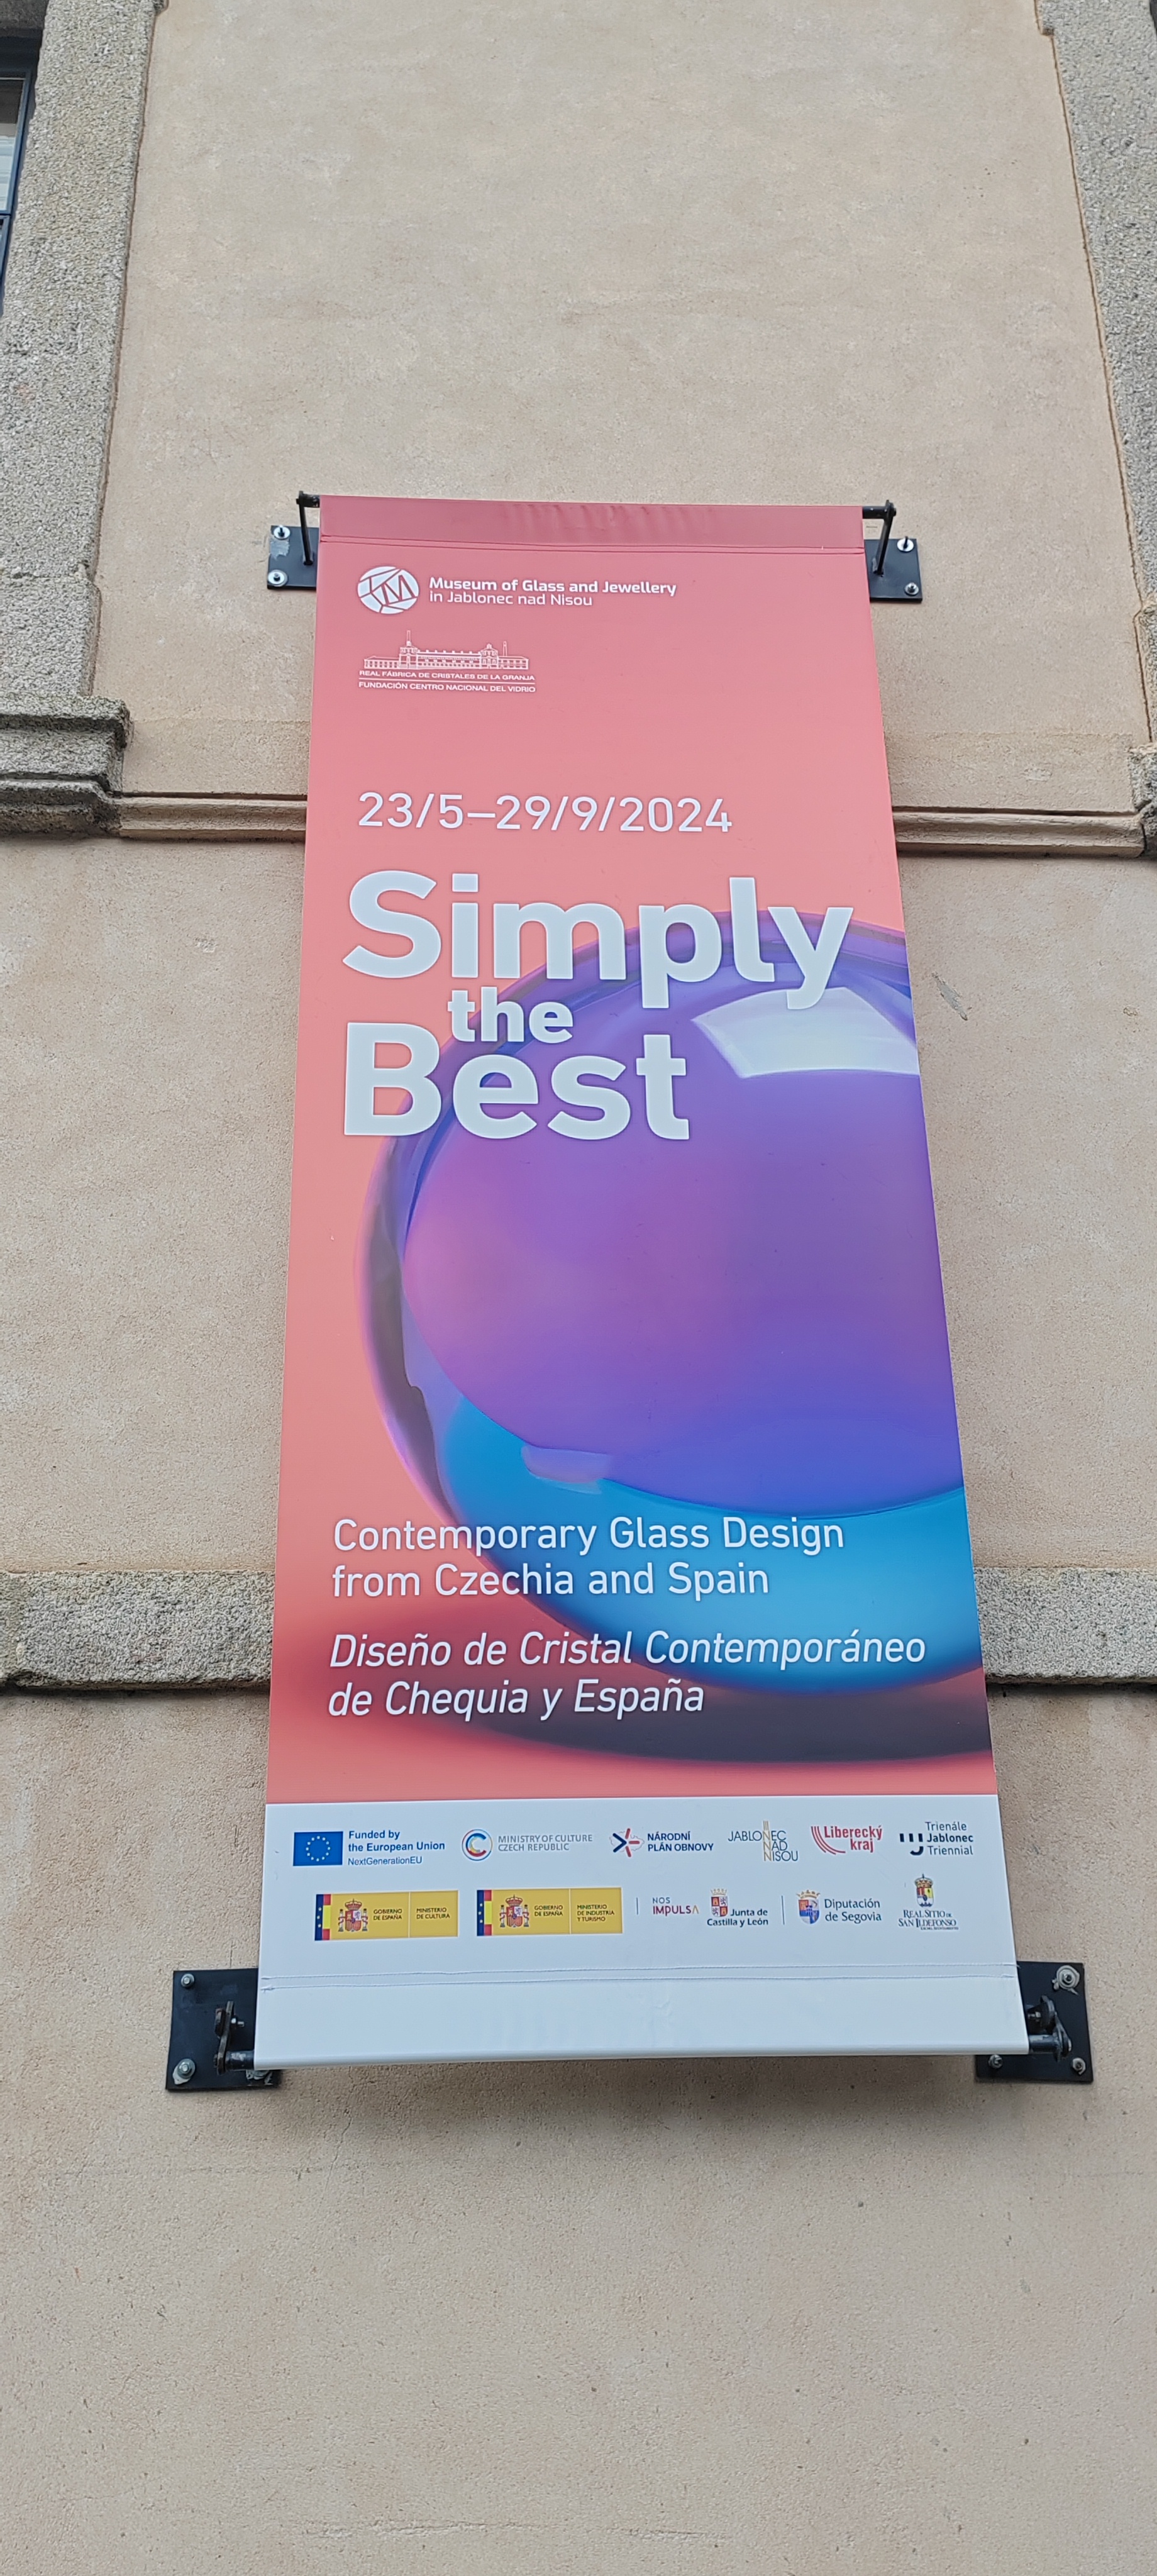 Museum of Glass and Jewellery
in Jablonec nad Nisou
REAL FÁBRICA DE CRISTALES DE LA GRANJA
FUNDACIÓN CENTRO NACIONAL DEL VIDRIO
23/5–29/9/2024
Simply
the
Best
Contemporary Glass Design
from Czechia and Spain
Diseño de Cristal Contemporáneo
de Chequia y España
Funded by
the European Union
NextGenerationEU
MINISTRY OF CULTURE
CZECH REPUBLIC
NÁRODNÍ
PLÁN OBNOVY
JABLONEC
NAD
NISOU
Liberecký
kraj
Trienále
Jablonec
Triennial
GOBIERNO
DE ESPAÑA
MINISTERIO
DE CULTURA
GOBIERNO
DE ESPAÑA
MINISTERIO
DE INDUSTRIA
Y TURISMO
NOS
IMPULSA
Junta de
Castilla y León
Diputación
de Segovia
REAL SITIO DE
SAN ILDEFONSO